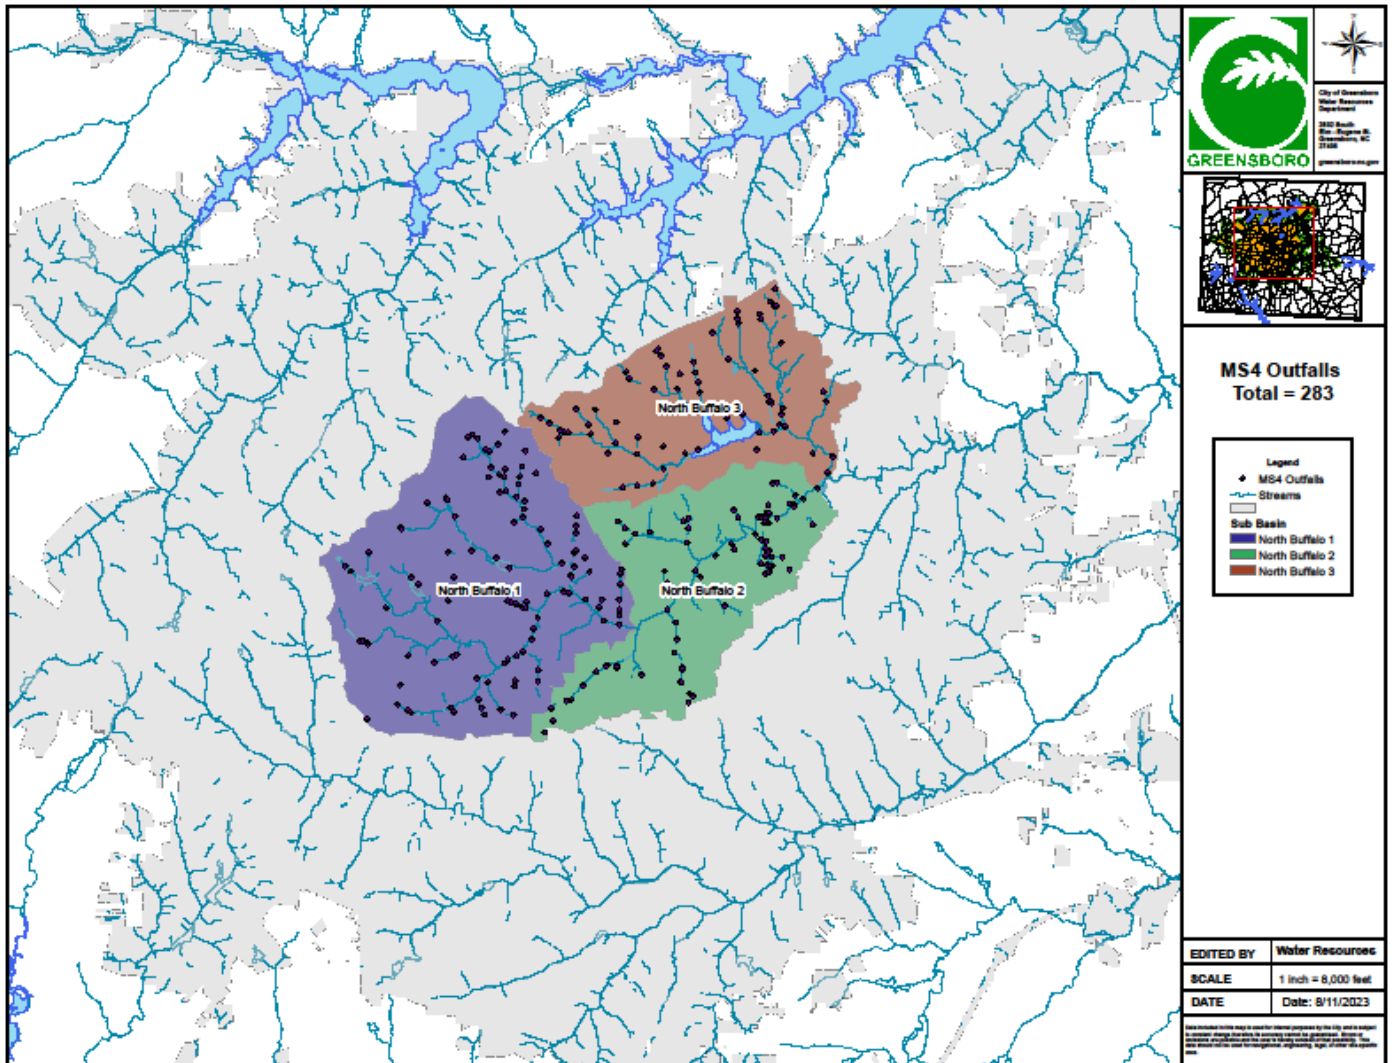 GREENSBORO
City of Greensboro
Water Resources
Department
Greensboro, NC
greensboro-nc.gov
MS4 Outfalls
Total = 283
Legend
MS4 Outfalls
Streams
Sub Basin
North Buffalo 1
North Buffalo 2
North Buffalo 3
North Buffalo 3
North Buffalo 1
North Buffalo 2
EDITED BY Water Resources
SCALE 1 inch = 8,000 feet
DATE Date: 8/11/2023